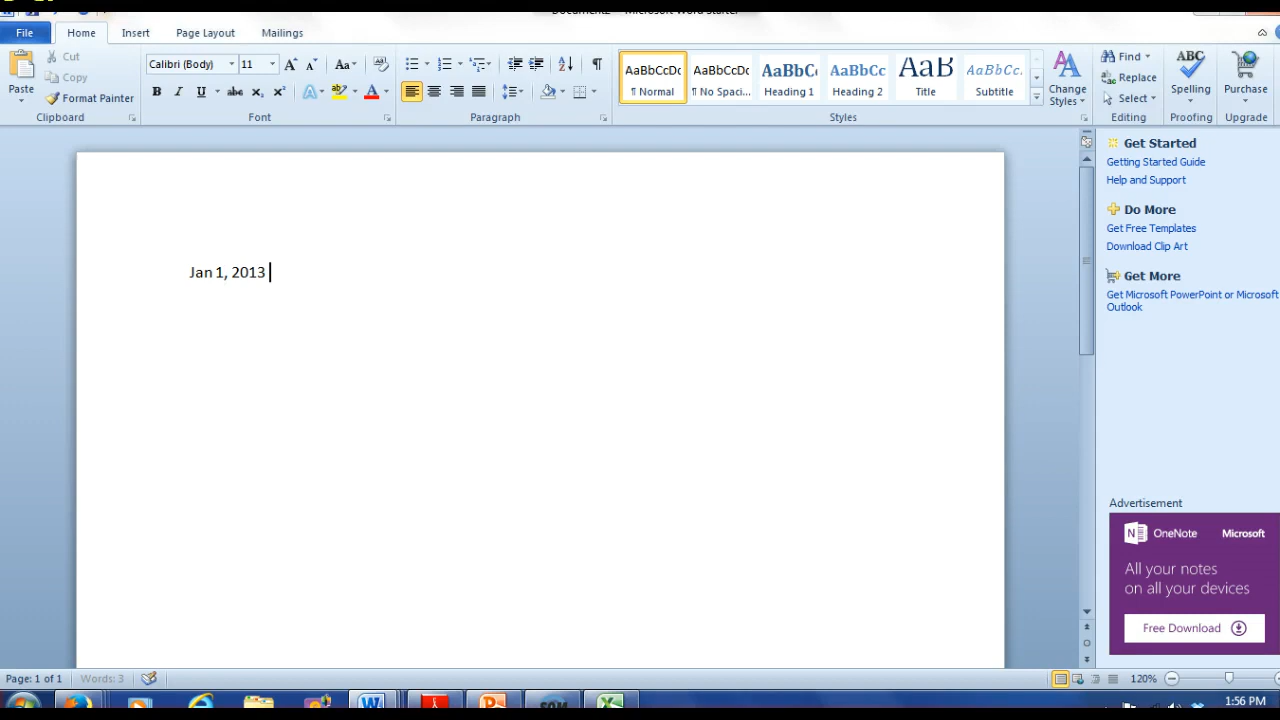 File Home Insert Page Layout Mailings
Cut
Copy
Paste
Format Painter
Clipboard
Calibri (Body) 11
Font
Paragraph
AaBbCcDc AaBbCcDc AaBbC AaBbCc AaB AaBbCc.
¶ Normal ¶ No Spaci... Heading 1 Heading 2 Title Subtitle
Styles
Change
Styles
Find
Replace
Select
Editing
ABC
Spelling
Proofing
Purchase
Upgrade
Jan 1, 2013
Get Started
Getting Started Guide
Help and Support
Do More
Get Free Templates
Download Clip Art
Get More
Get Microsoft PowerPoint or Microsoft
Outlook
Advertisement
OneNote Microsoft
All your notes
on all your devices
Free Download
Page: 1 of 1 Words: 3 120%
1:56 PM